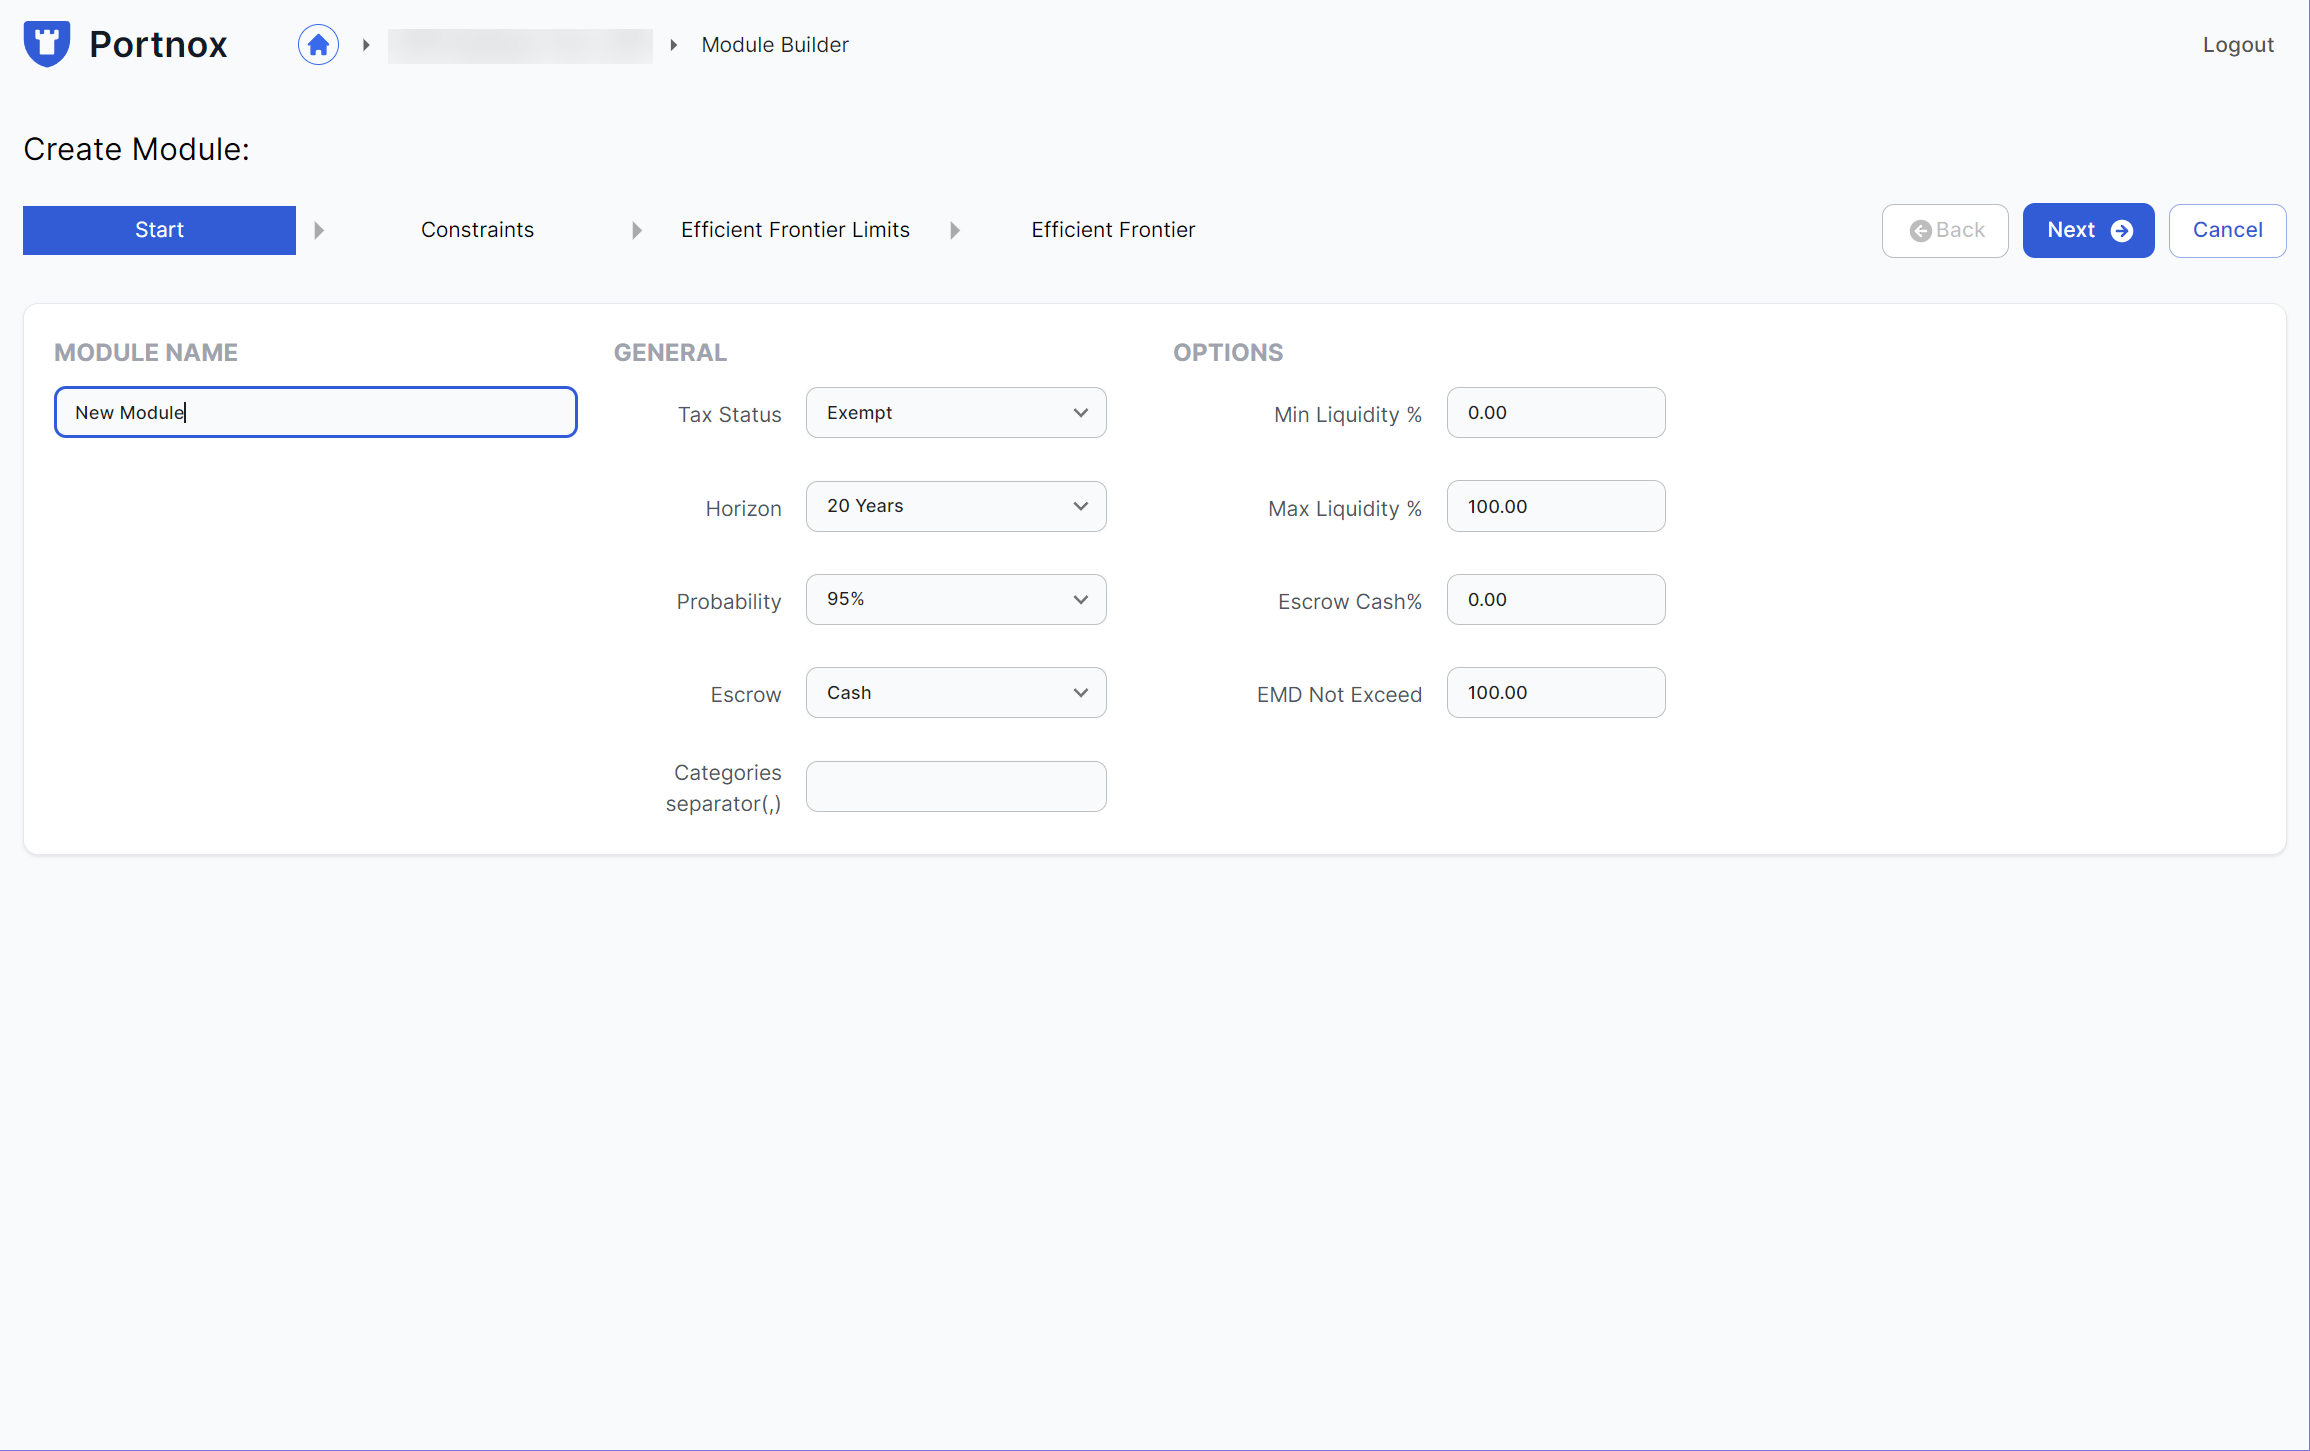 Portnox
Module Builder
Logout
Create Module:
Start
Constraints
Efficient Frontier Limits
Efficient Frontier
Back
Next
Cancel
MODULE NAME
New Module
GENERAL
Tax Status
Exempt
Horizon
20 Years
Probability
95%
Escrow
Cash
Categories
separator(,)
OPTIONS
Min Liquidity %
0.00
Max Liquidity %
100.00
Escrow Cash%
0.00
EMD Not Exceed
100.00